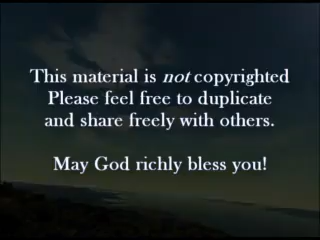 This material is not copyrighted
Please feel free to duplicate
and share freely with others.
May God richly bless you!